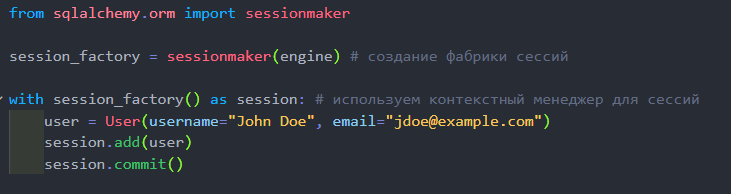 from sqlalchemy.orm import sessionmaker
session_factory = sessionmaker(engine) # создание фабрики сессий
with session_factory() as session: # используем контекстный менеджер для сессий
user = User(username="John Doe", email="jdoe@example.com")
session.add(user)
session.commit()